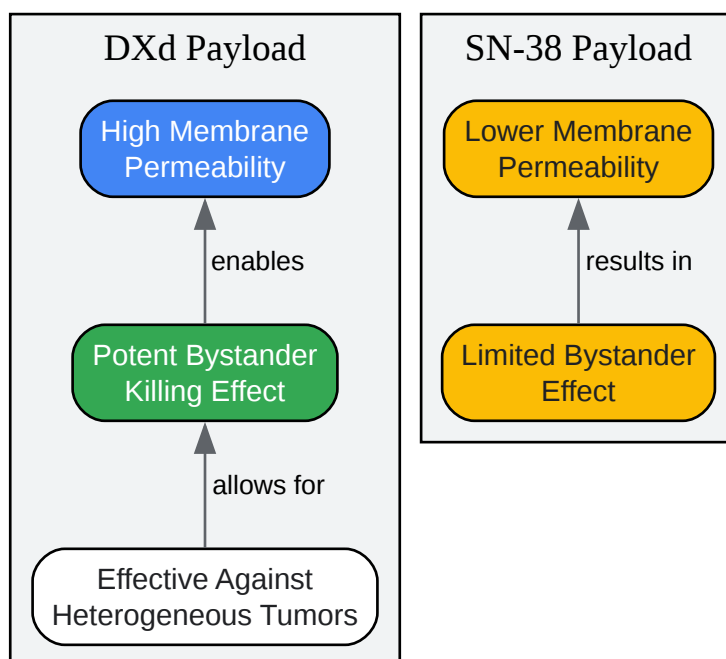 DXd Payload
High Membrane
Permeability
enables
Potent Bystander
Killing Effect
allows for
Effective Against
Heterogeneous Tumors
SN-38 Payload
Lower Membrane
Permeability
results in
Limited Bystander
Effect